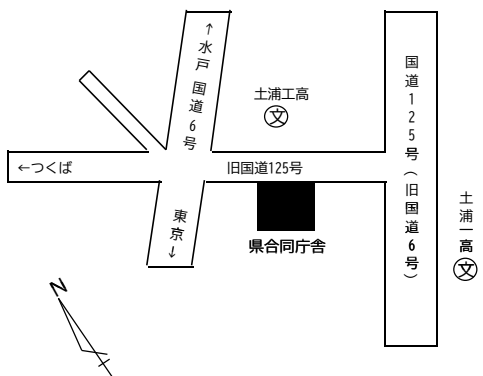 ↑水戸 国道6号
土浦工高
文
国道125号(旧国道6号)
←つくば
旧国道125号
土浦一高
文
東京↓
県合同庁舎
N